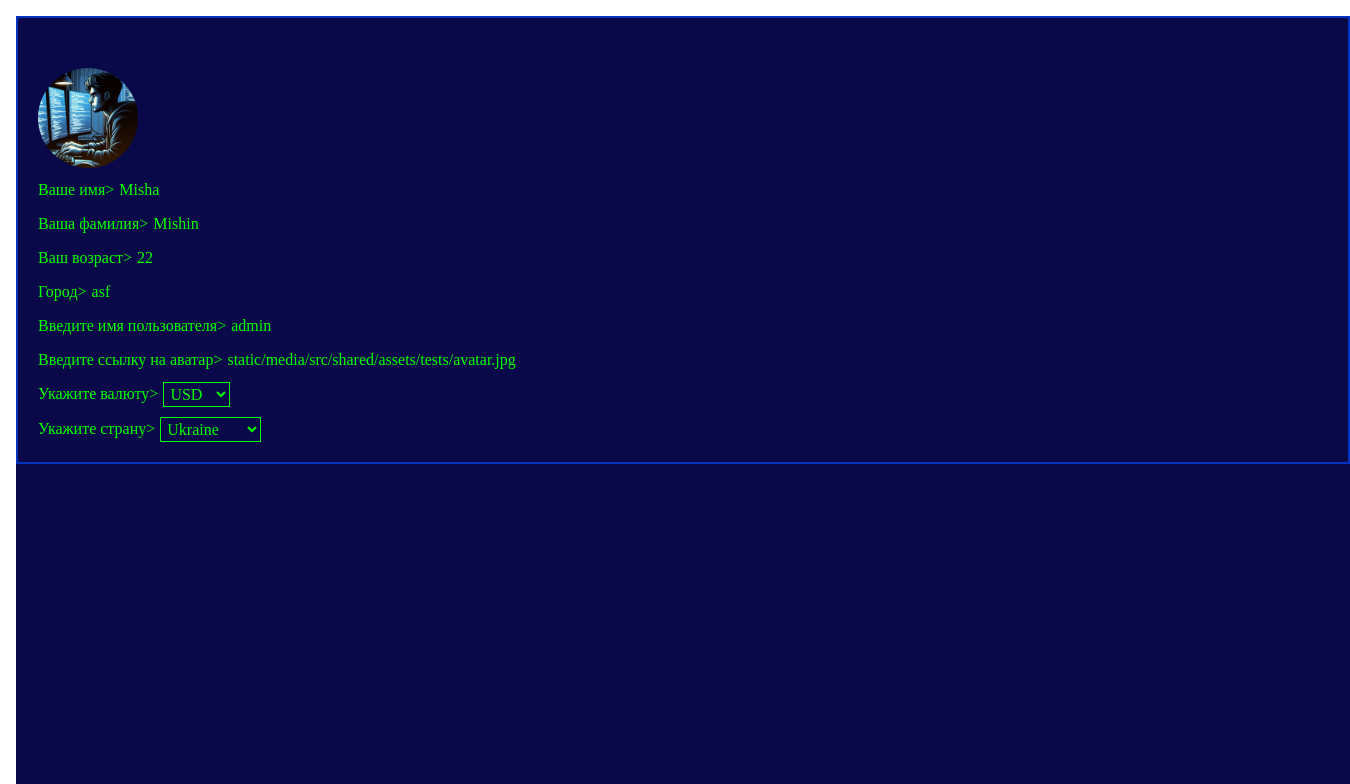 Ваше имя> Misha
Ваша фамилия> Mishin
Ваш возраст> 22
Город> asf
Введите имя пользователя> admin
Введите ссылку на аватар> static/media/src/shared/assets/tests/avatar.jpg
Укажите валюту> USD
Укажите страну> Ukraine